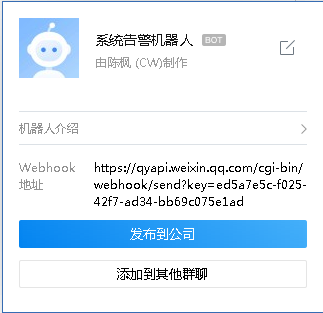 系统告警机器人 BOT
由陈枫 (CW)制作
机器人介绍
Webhook https://qyapi.weixin.qq.com/cgi-bin/
地址 webhook/send?key=ed5a7e5c-f025-
42f7-ad34-bb69c075e1ad
发布到公司
添加到其他群聊